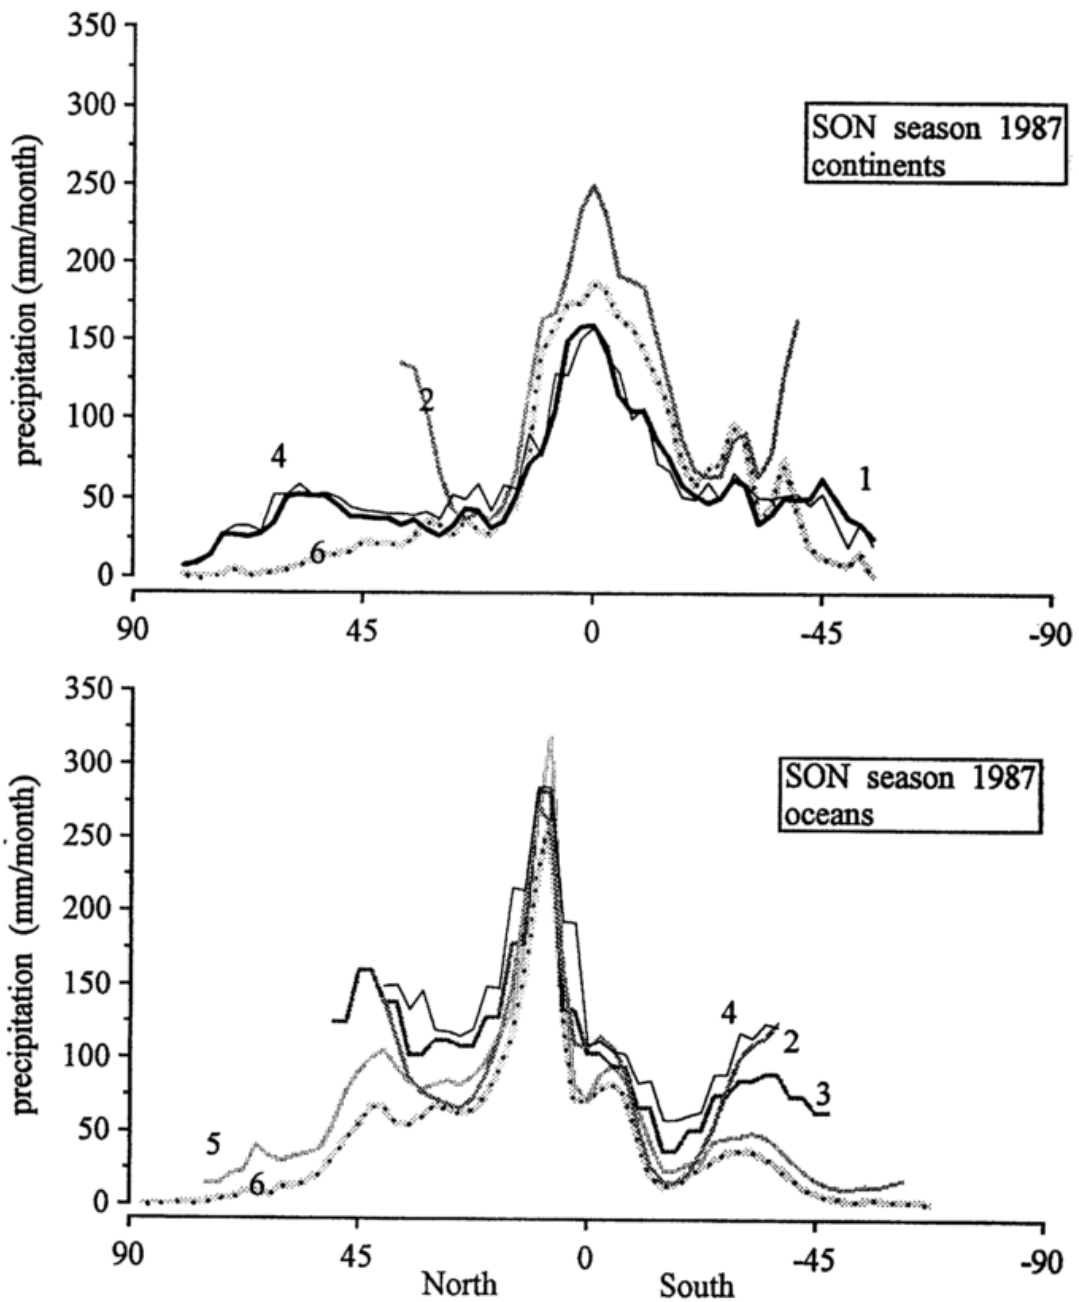 350
300
250
200
150
100
50
0
precipitation (mm/month)
SON season 1987
continents
2
4
1
6
90 45 0 -45 -90
350
300
250
200
150
100
50
0
precipitation (mm/month)
SON season 1987
oceans
4
2
3
5
6
90 45 0 -45 -90
North South